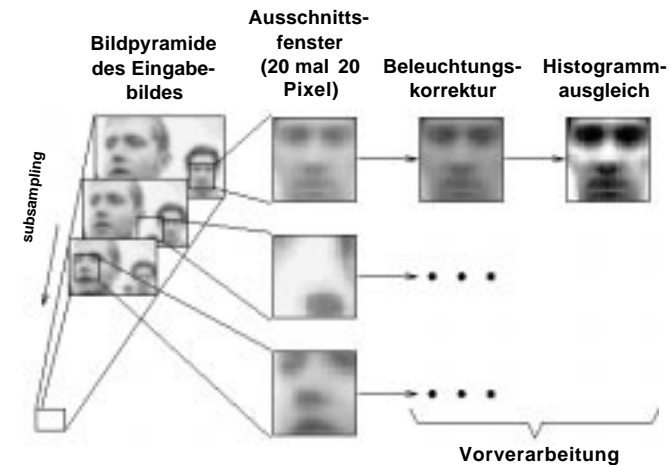 Bildpyramide
des Eingabe-
bildes
Ausschnitts-
fenster
(20 mal 20
Pixel)
Beleuchtungs-
korrektur
Histogramm-
ausgleich
subsampling
Vorverarbeitung